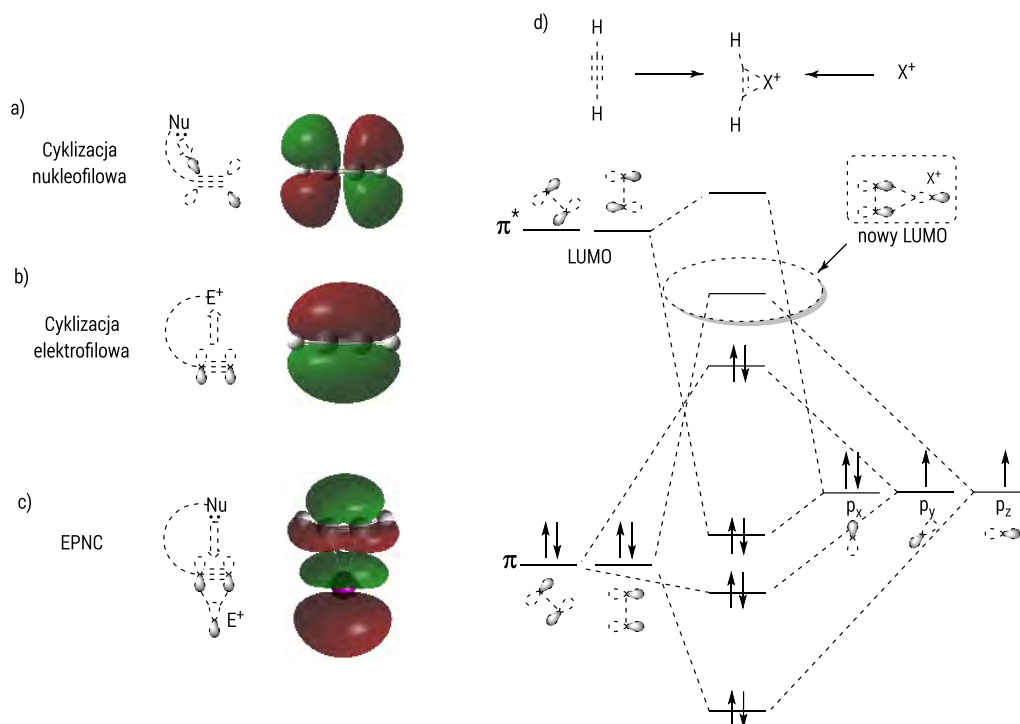 a)
Cyklizacja
nukleofilowa
Nu
b)
Cyklizacja
elektrofilowa
E+
c)
EPNC
Nu
E+
d)
H
H
H
X+
H
X+
π*
LUMO
X+
nowy LUMO
px
py
pz
π